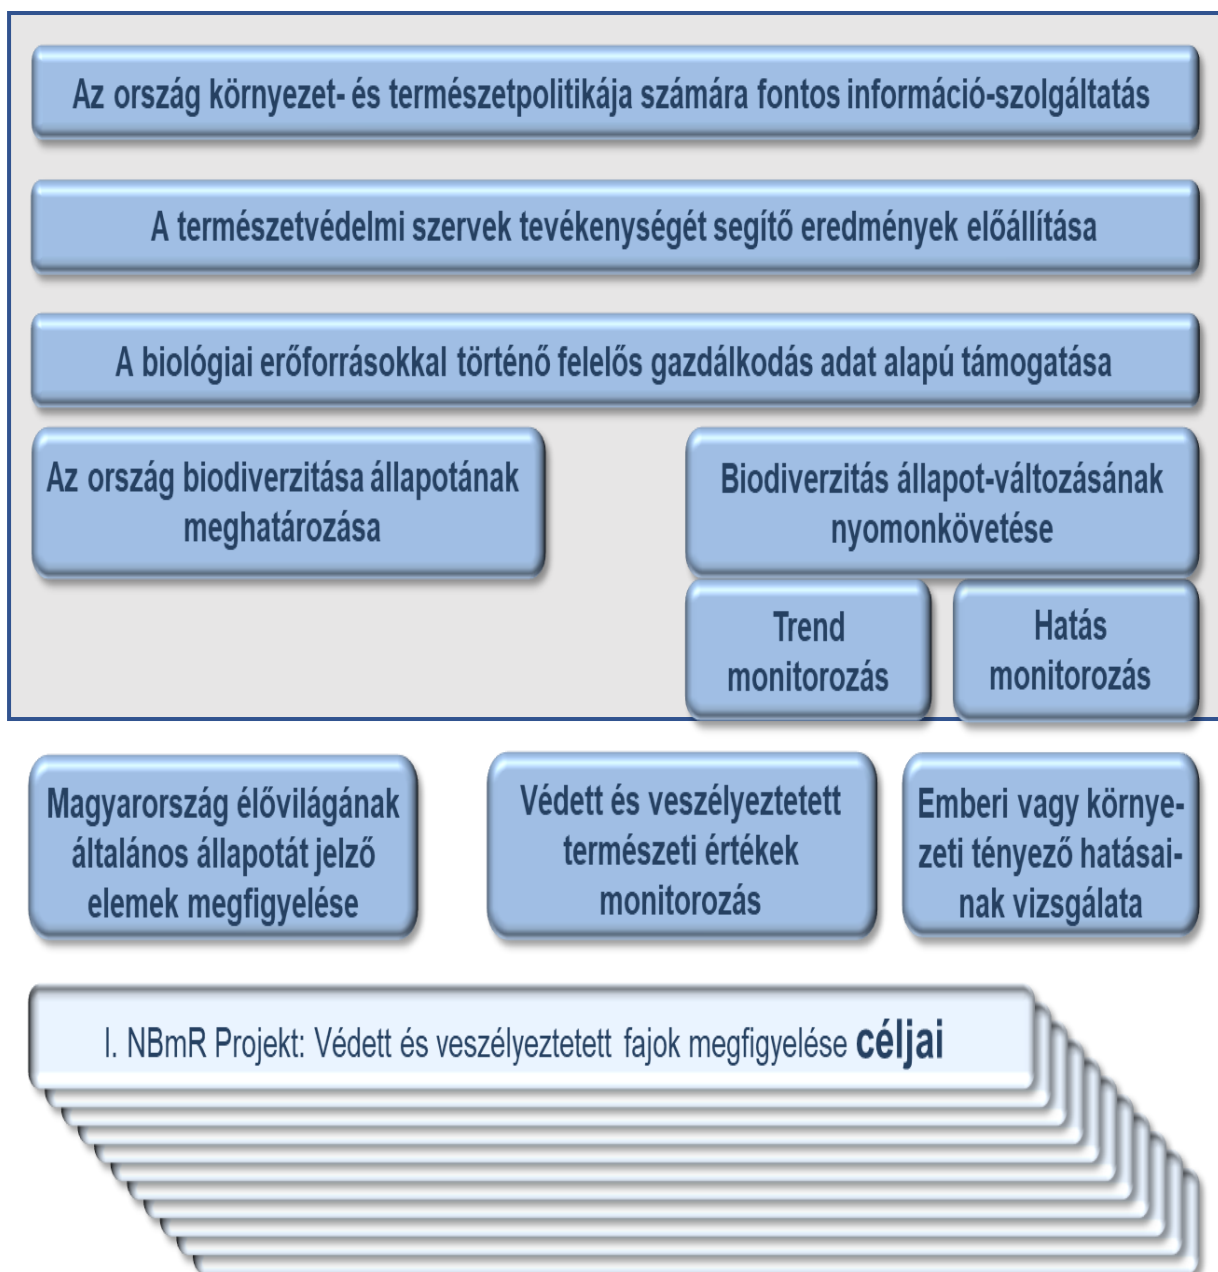 Az ország környezet- és természetpolitikája számára fontos információ-szolgáltatás
A természetvédelmi szervek tevékenységét segítő eredmények előállítása
A biológiai erőforrásokkal történő felelős gazdálkodás adat alapú támogatása
Az ország biodiverzitása állapotának
meghatározása
Biodiverzitás állapot-változásának
nyomonkövetése
Trend
monitorozás
Hatás
monitorozás
Magyarország élővilágának
általános állapotát jelző
elemek megfigyelése
Védett és veszélyeztetett
természeti értékek
monitorozás
Emberi vagy környe-
zeti tényező hatásai-
nak vizsgálata
I. NBmR Projekt: Védett és veszélyeztetett fajok megfigyelése céljai